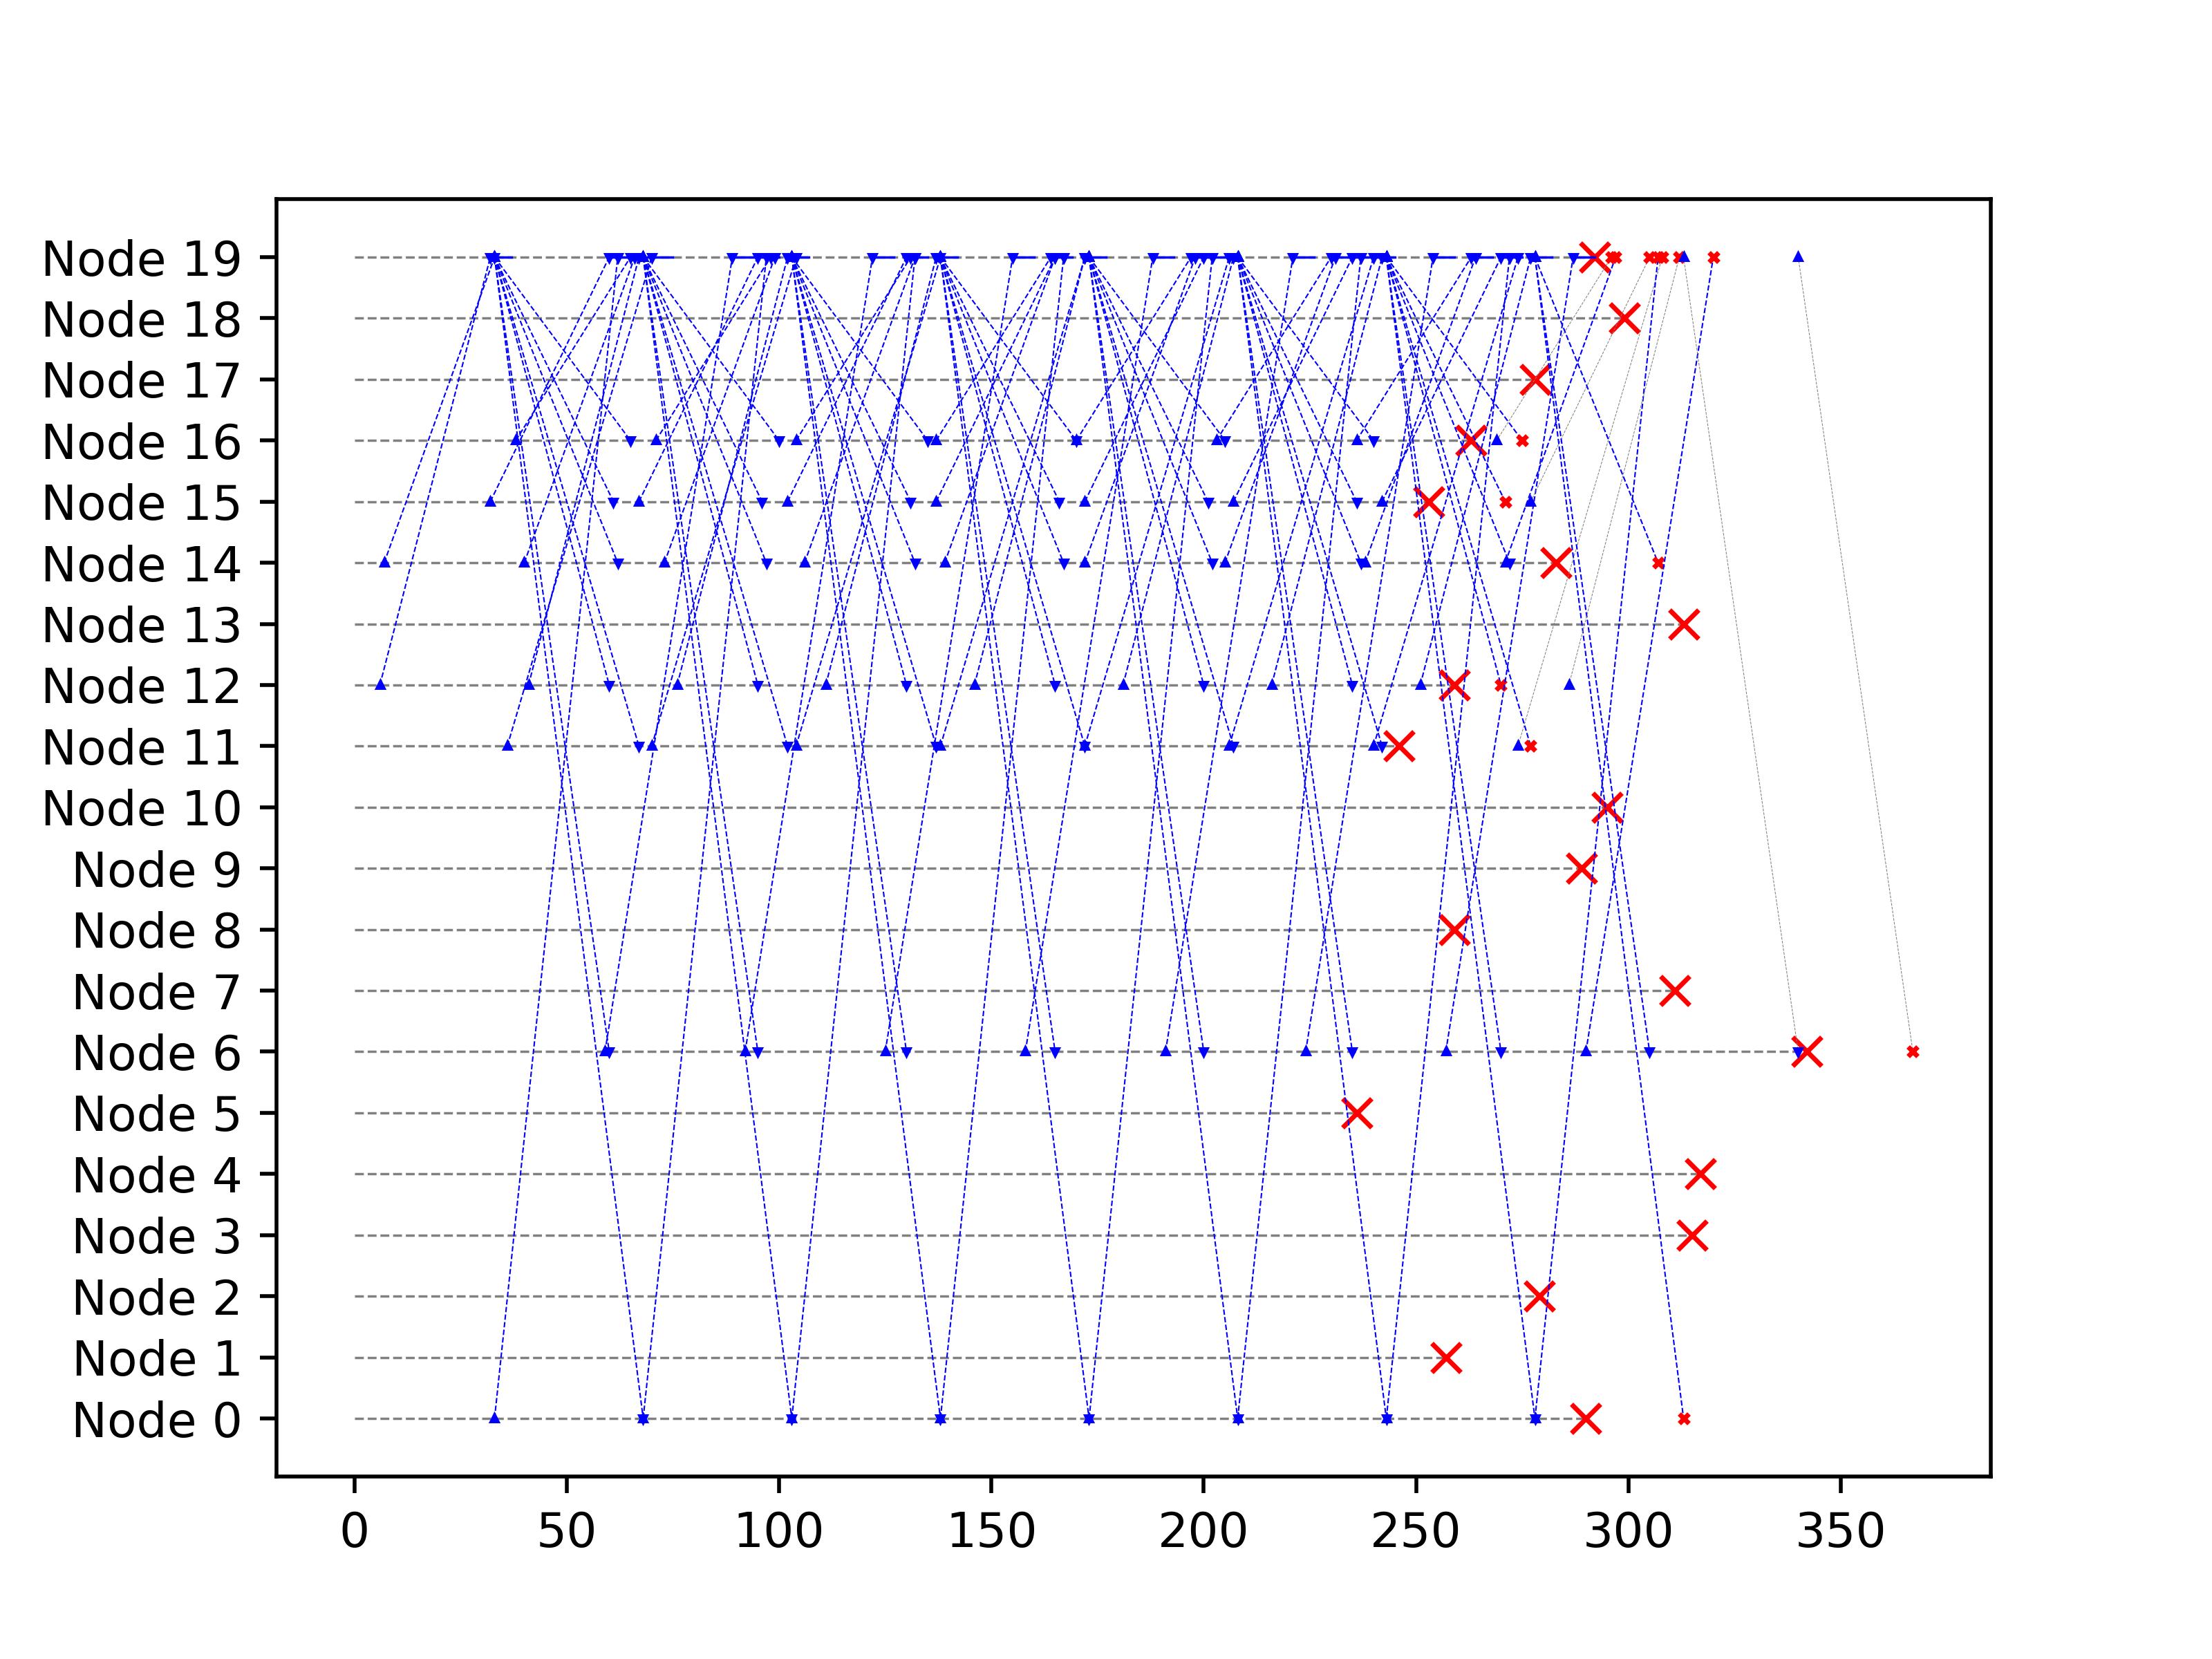 Node 19
Node 18
Node 17
Node 16
Node 15
Node 14
Node 13
Node 12
Node 11
Node 10
Node 9
Node 8
Node 7
Node 6
Node 5
Node 4
Node 3
Node 2
Node 1
Node 0
0 50 100 150 200 250 300 350